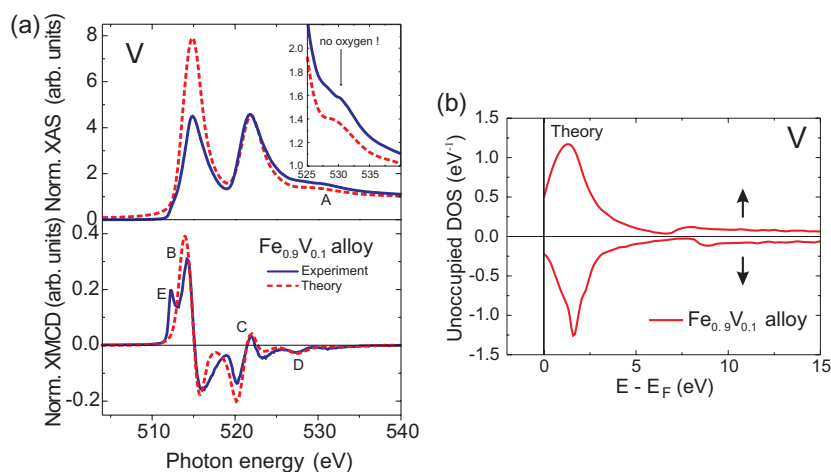 (a)
V
Norm. XAS (arb. units)
8
6
4
2
0
no oxygen !
2.0
1.8
1.6
1.4
1.2
1.0
525 530 535
A
Norm. XMCD (arb. units)
0.4
0.2
0.0
-0.2
B
E
C
D
Fe0.9V0.1 alloy
Experiment
Theory
510 520 530 540
Photon energy (eV)
(b)
Theory
V
Unoccupied DOS (eV-1)
1.5
1.0
0.5
0.0
-0.5
-1.0
-1.5
Fe0.9V0.1 alloy
0 5 10 15
E - EF (eV)